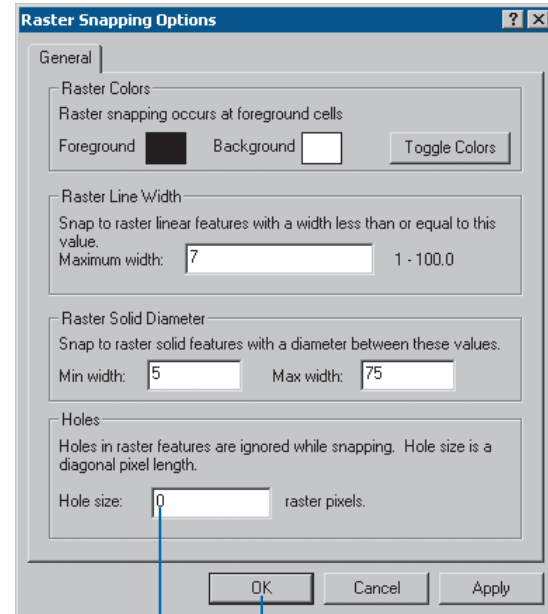 Raster Snapping Options
General
Raster Colors
Raster snapping occurs at foreground cells
Foreground Background Toggle Colors
Raster Line Width
Snap to raster linear features with a width less than or equal to this
value.
Maximum width: 7 1 - 100.0
Raster Solid Diameter
Snap to raster solid features with a diameter between these values.
Min width: 5 Max width: 75
Holes
Holes in raster features are ignored while snapping. Hole size is a
diagonal pixel length.
Hole size: 0 raster pixels.
OK Cancel Apply